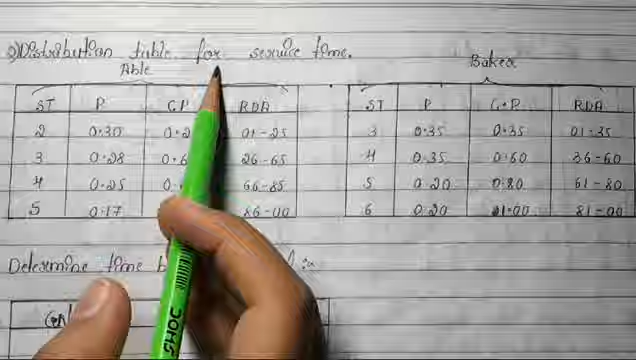 Distribution table for service time.
Able Baker
ST P C.P RDA ST P C.P RDA
2 0.30 01-25 3 0.35 0.35 01-35
3 0.28 0.6 26-65 4 0.35 0.60 36-60
4 0.25 66-85 5 0.20 0.80 61-80
5 0.17 86-00 6 0.20 1.00 81-00
Determine time